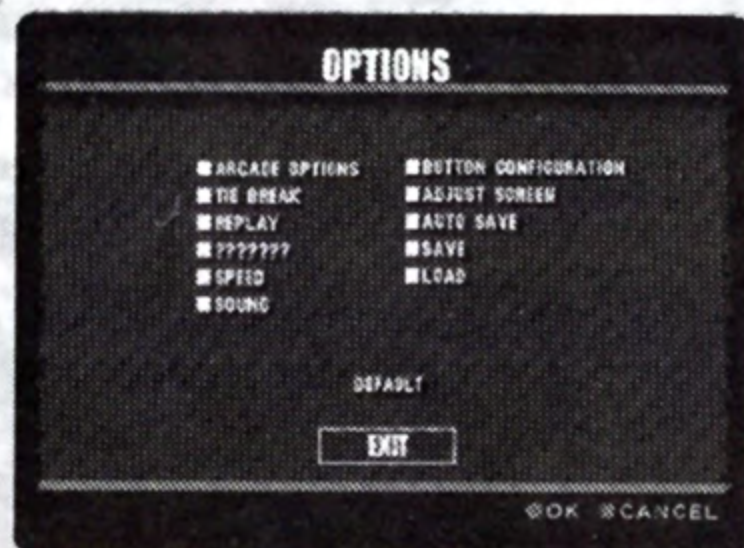 OPTIONS
ARCADE OPTIONS
TIE BREAK
REPLAY
???????
SPEED
SOUND
BUTTON CONFIGURATION
ADJUST SCREEN
AUTO SAVE
SAVE
LOAD
DEFAULT
EXIT
OK CANCEL